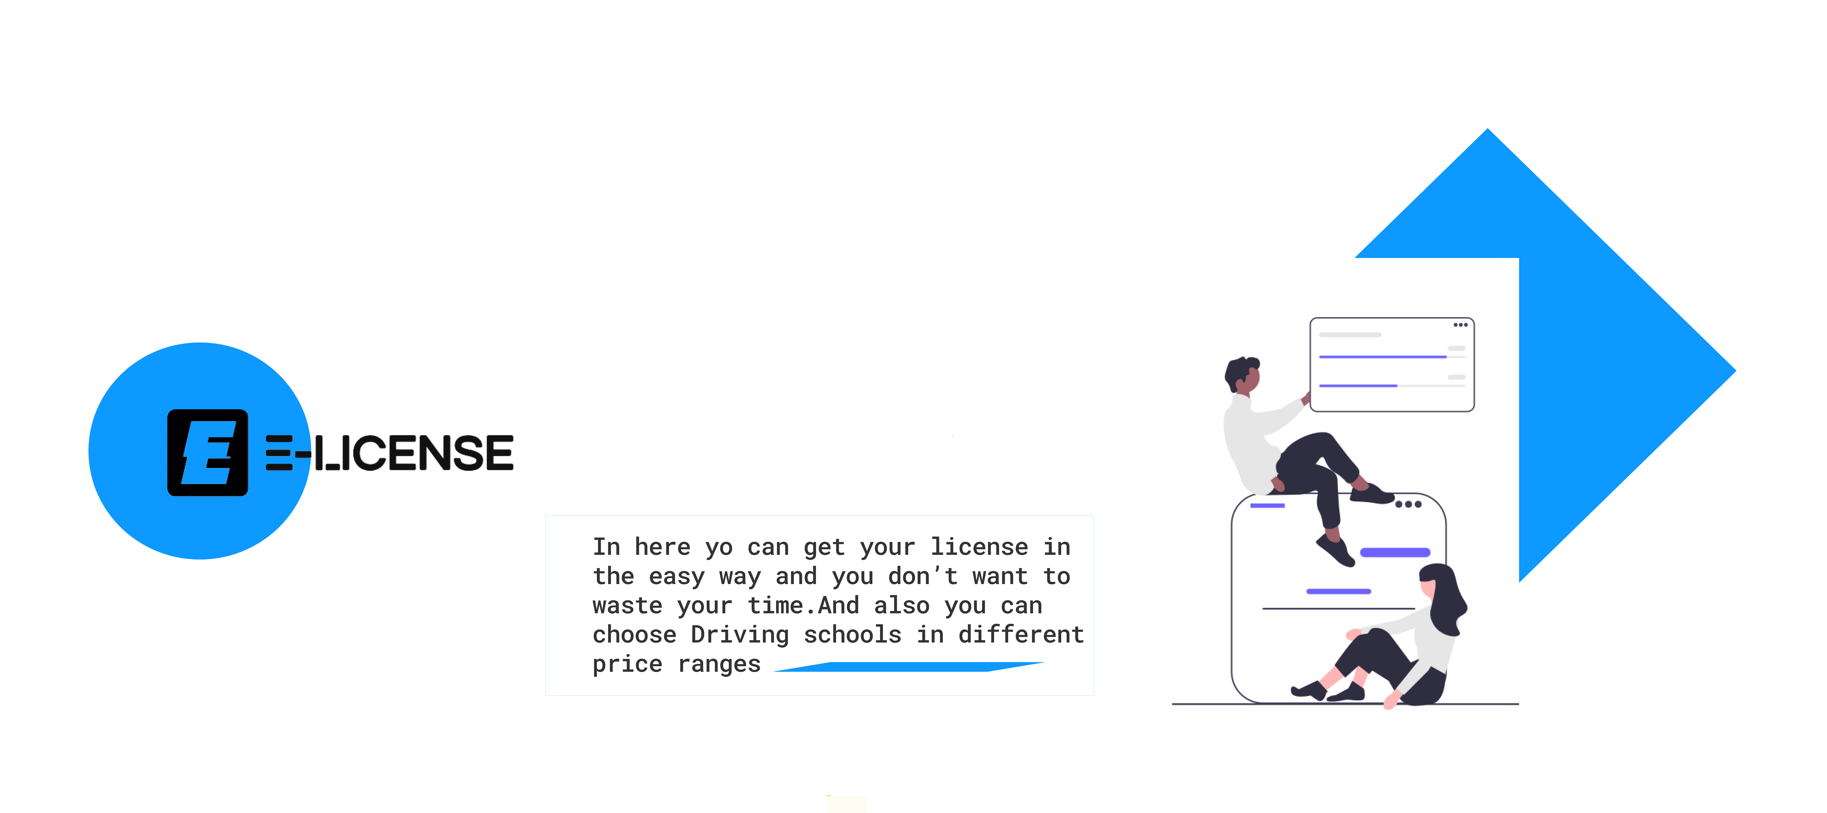 E
E-LICENSE
In here yo can get your license in
the easy way and you don’t want to
waste your time.And also you can
choose Driving schools in different
price ranges